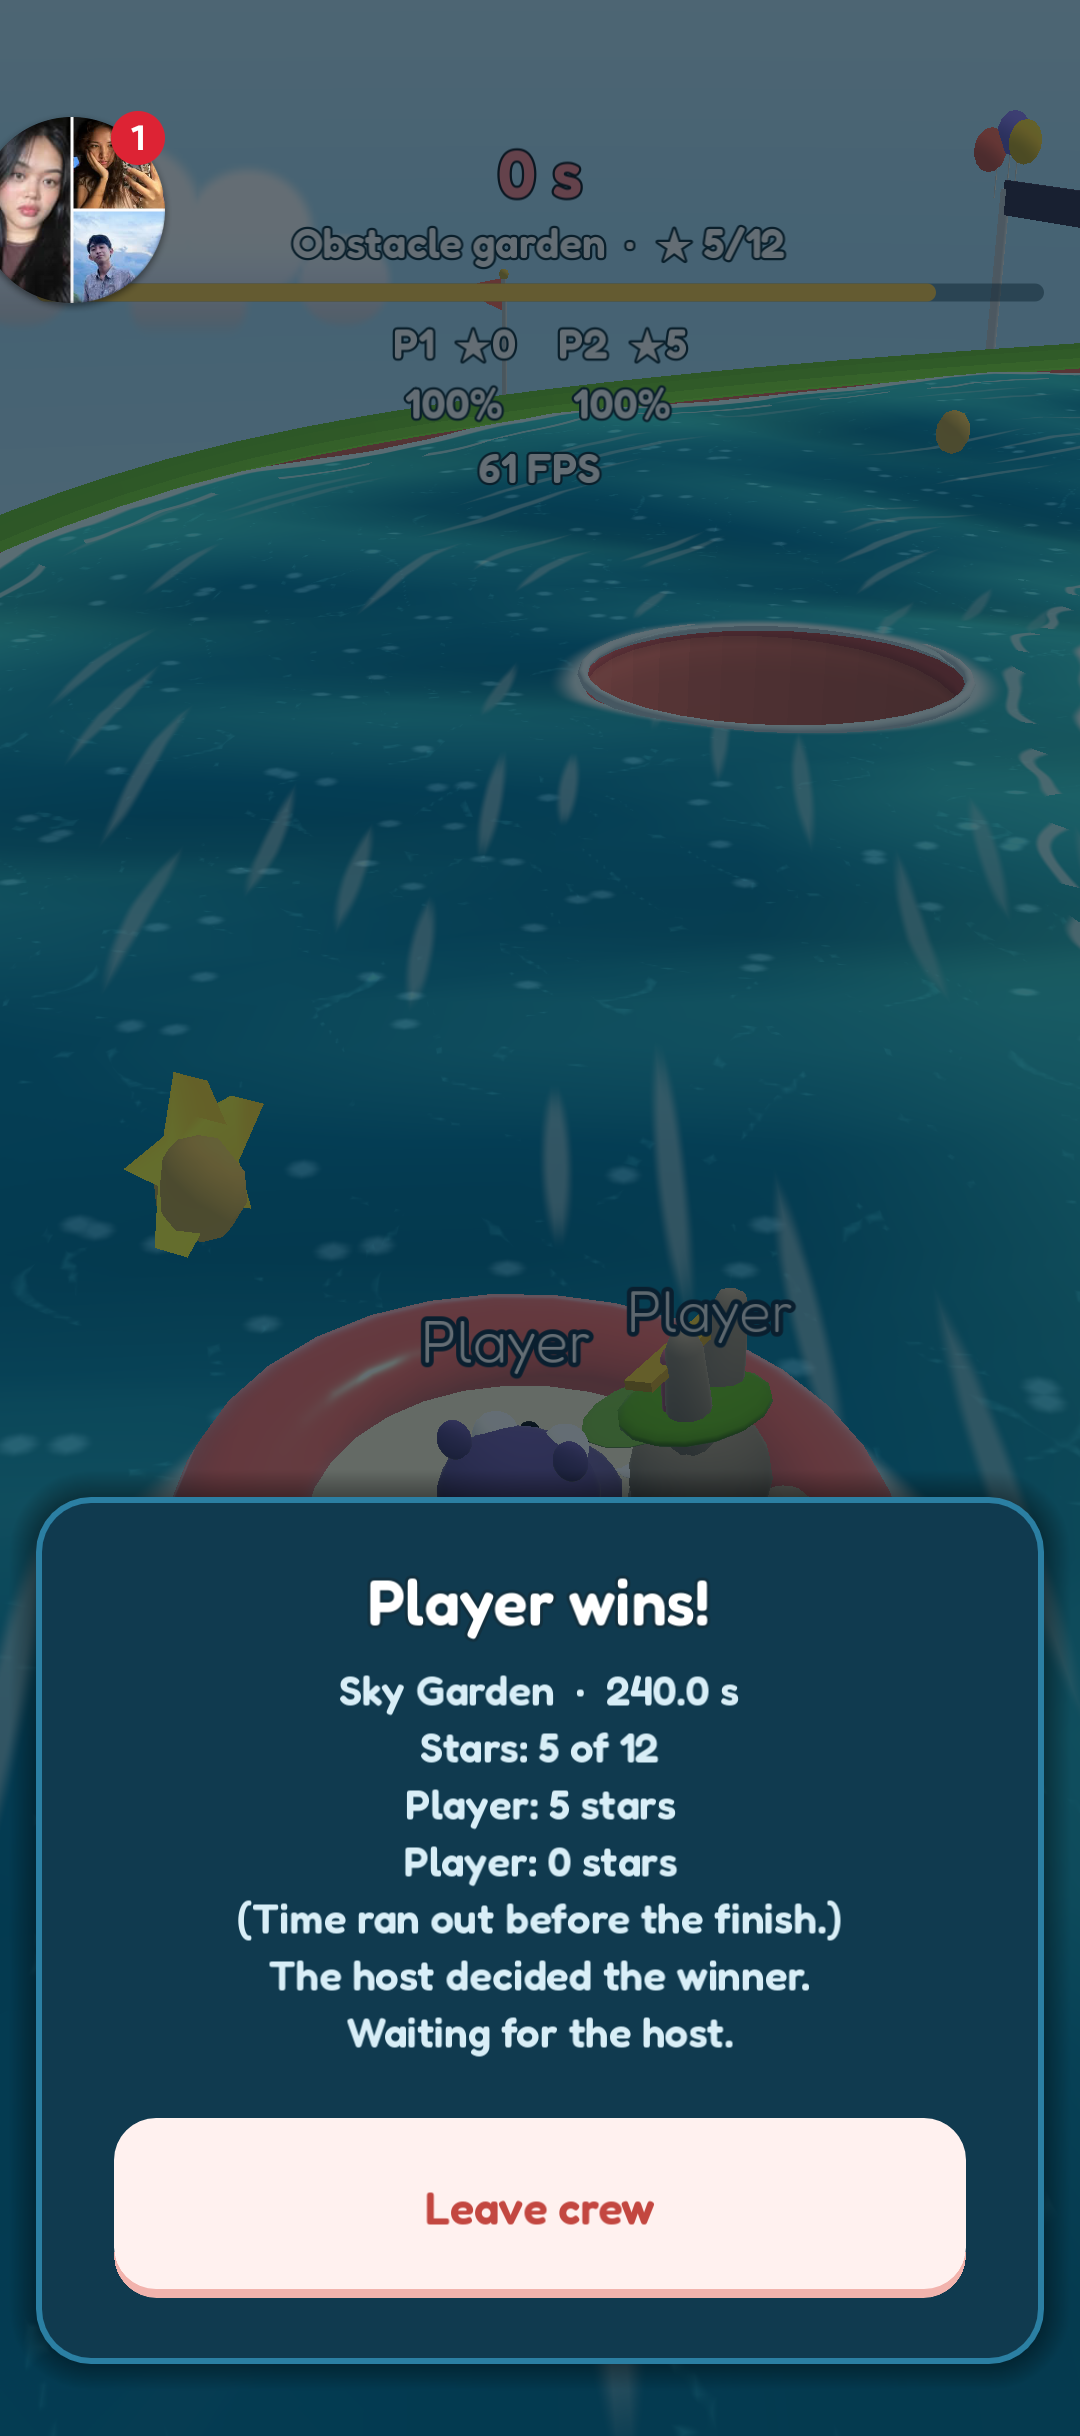 1
0 s
Obstacle garden · ★ 5/12
P1 ★0 P2 ★5
100% 100%
61 FPS
Player
Player
Player wins!
Sky Garden · 240.0 s
Stars: 5 of 12
Player: 5 stars
Player: 0 stars
(Time ran out before the finish.)
The host decided the winner.
Waiting for the host.
Leave crew